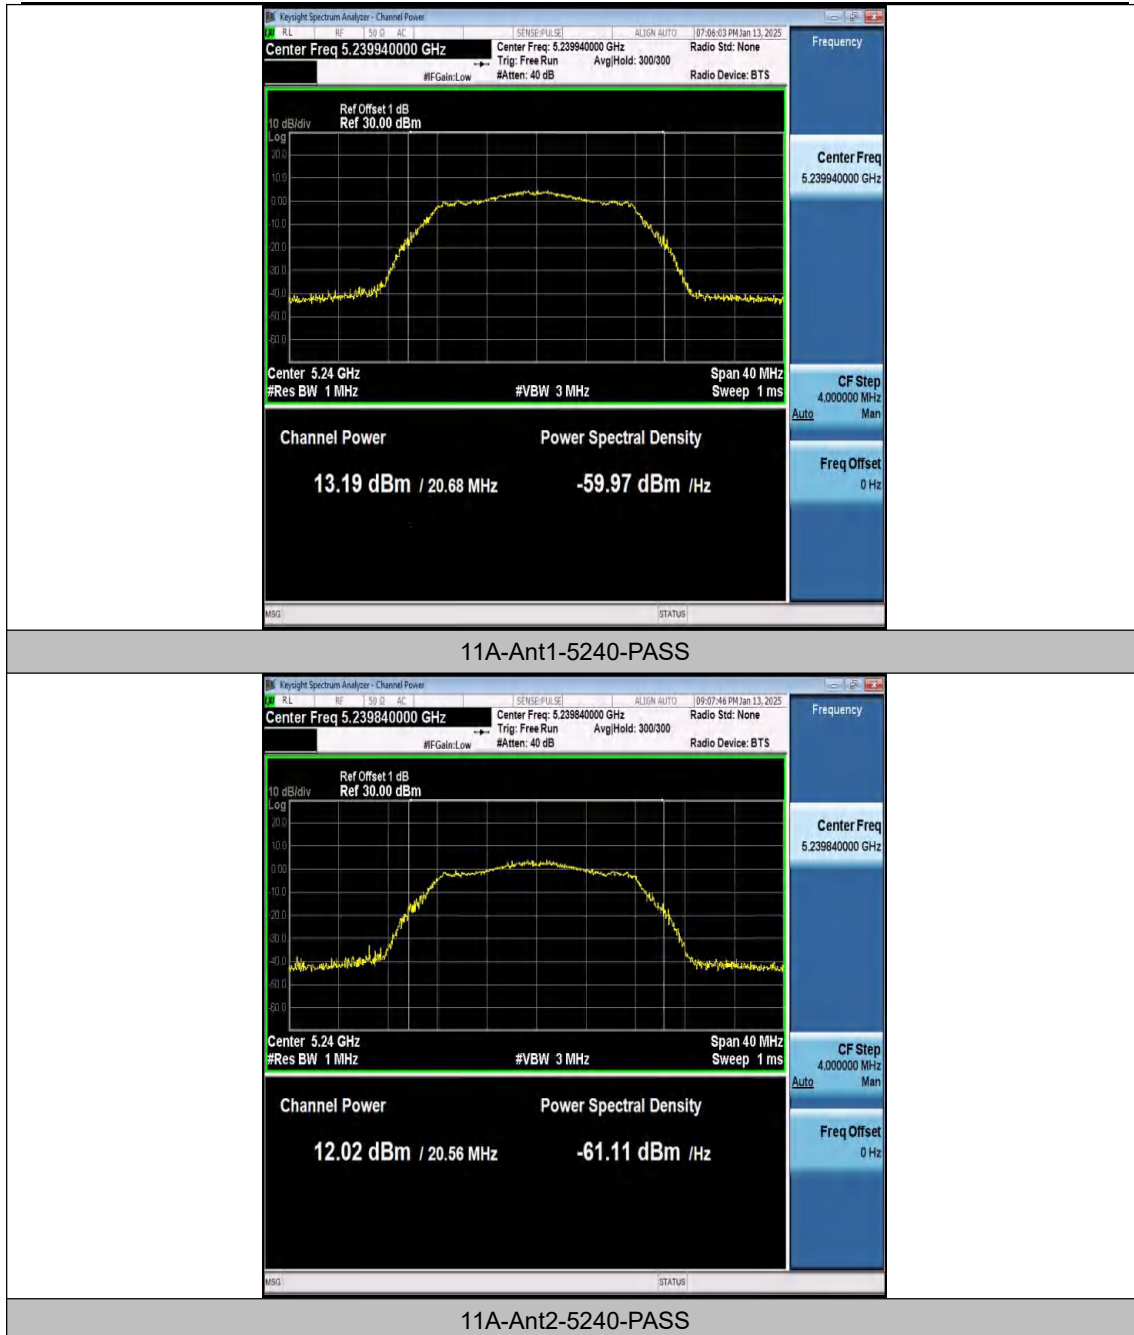 Keysight Spectrum Analyzer - Channel Power
RL RF 50 Ω AC SENSE:PULSE ALIGN AUTO 07:06:03 PM Jan 13, 2025
Center Freq 5.239940000 GHz
Center Freq: 5.239940000 GHz Radio Std: None
Trig: Free Run Avg|Hold: 300/300
#IFGain:Low #Atten: 40 dB Radio Device: BTS
Frequency
Ref Offset 1 dB
10 dB/div Ref 30.00 dBm
Log
20.0
10.0
0.00
-10.0
-20.0
-30.0
-40.0
-50.0
-60.0
Center 5.24 GHz Span 40 MHz
#Res BW 1 MHz #VBW 3 MHz Sweep 1 ms
Center Freq
5.239940000 GHz
CF Step
4.000000 MHz
Auto Man
Freq Offset
0 Hz
Channel Power Power Spectral Density
13.19 dBm / 20.68 MHz -59.97 dBm /Hz
MSG STATUS
11A-Ant1-5240-PASS
Keysight Spectrum Analyzer - Channel Power
RL RF 50 Ω AC SENSE:PULSE ALIGN AUTO 09:07:46 PM Jan 13, 2025
Center Freq 5.239840000 GHz
Center Freq: 5.239840000 GHz Radio Std: None
Trig: Free Run Avg|Hold: 300/300
#IFGain:Low #Atten: 40 dB Radio Device: BTS
Frequency
Ref Offset 1 dB
10 dB/div Ref 30.00 dBm
Log
20.0
10.0
0.00
-10.0
-20.0
-30.0
-40.0
-50.0
-60.0
Center 5.24 GHz Span 40 MHz
#Res BW 1 MHz #VBW 3 MHz Sweep 1 ms
Center Freq
5.239840000 GHz
CF Step
4.000000 MHz
Auto Man
Freq Offset
0 Hz
Channel Power Power Spectral Density
12.02 dBm / 20.56 MHz -61.11 dBm /Hz
MSG STATUS
11A-Ant2-5240-PASS